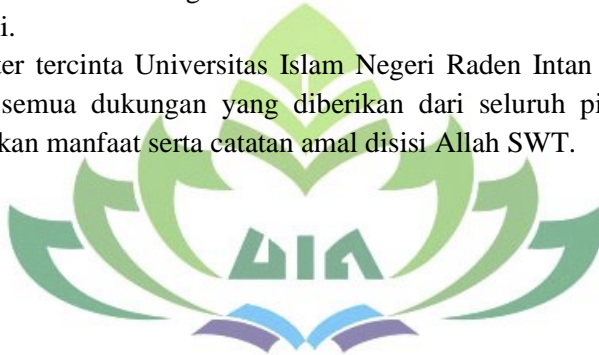 i.
ter tercinta Universitas Islam Negeri Raden Intan
semua dukungan yang diberikan dari seluruh pi
kan manfaat serta catatan amal disisi Allah SWT.
UIN